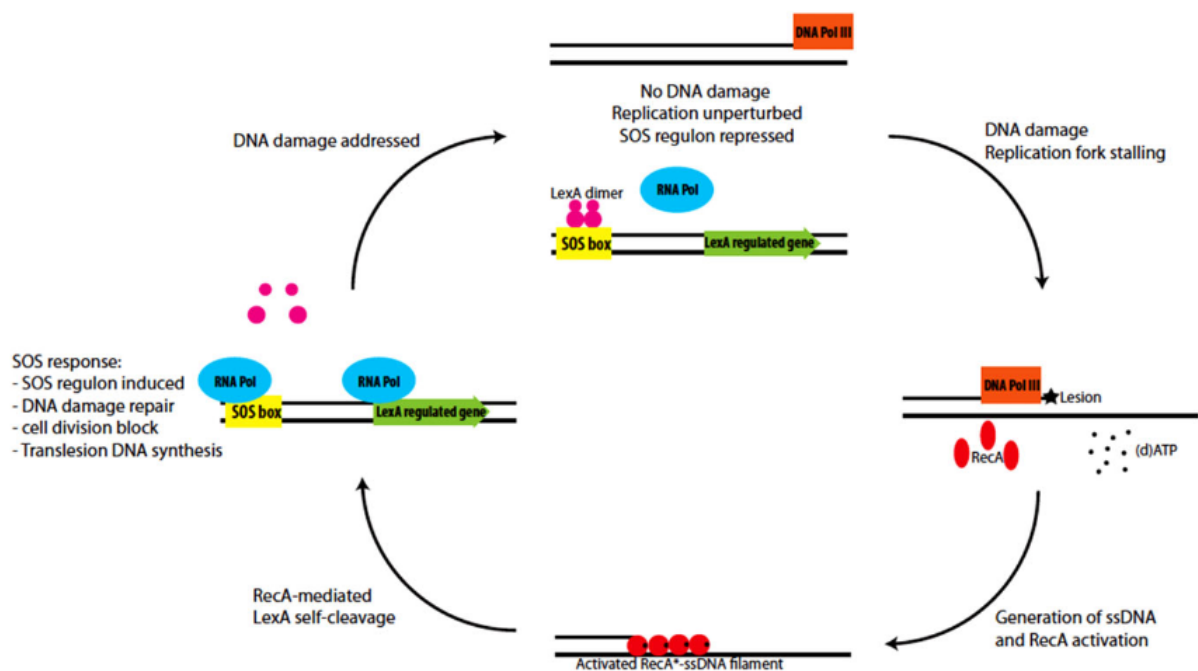 DNA Pol III
No DNA damage
Replication unperturbed
SOS regulon repressed
DNA damage addressed
DNA damage
Replication fork stalling
LexA dimer
RNA Pol
SOS box
LexA regulated gene
SOS response:
- SOS regulon induced
- DNA damage repair
- cell division block
- Translesion DNA synthesis
RNA Pol
RNA Pol
SOS box
LexA regulated gene
DNA Pol III
Lesion
RecA
(d)ATP
RecA-mediated
LexA self-cleavage
Generation of ssDNA
and RecA activation
Activated RecA*-ssDNA filament